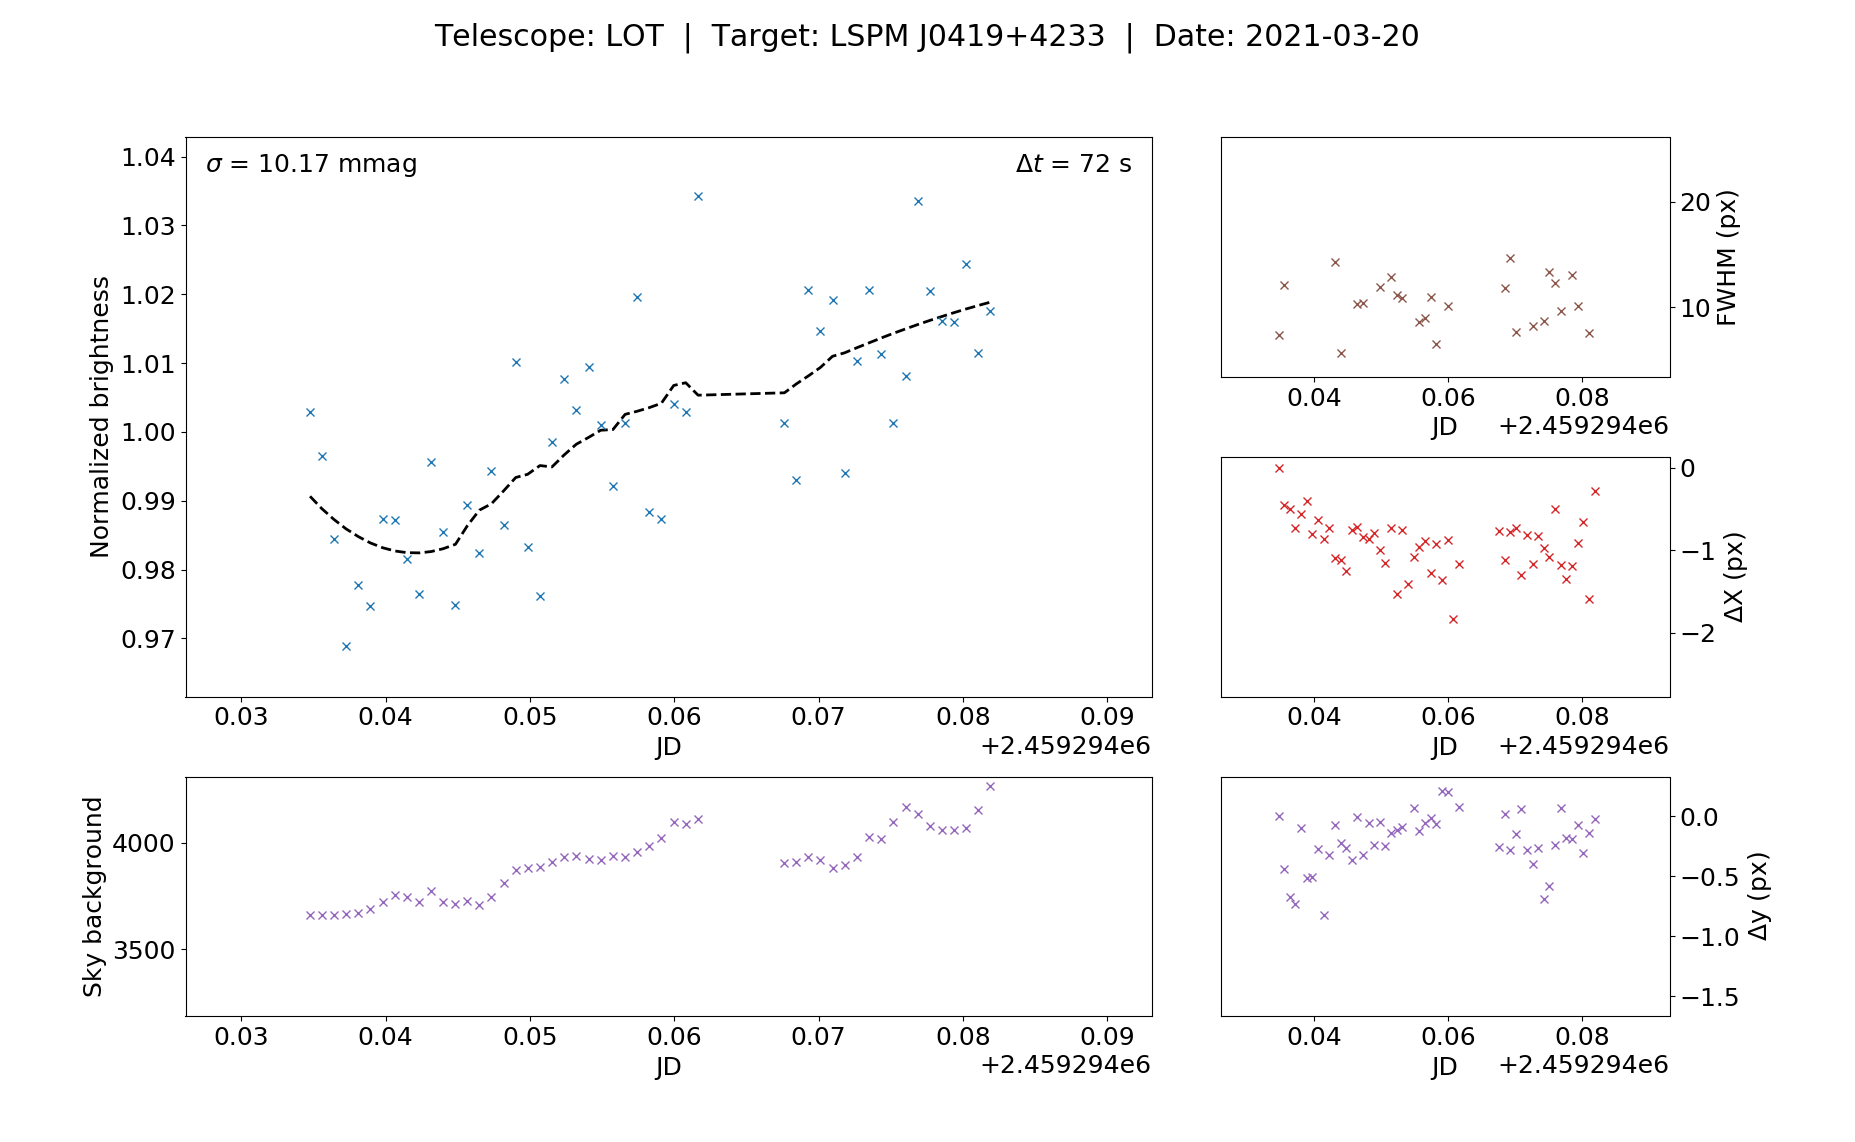 Telescope: LOT | Target: LSPM J0419+4233 | Date: 2021-03-20
σ = 10.17 mmag
Δt = 72 s
Normalized brightness
1.04
1.03
1.02
1.01
1.00
0.99
0.98
0.97
0.03 0.04 0.05 0.06 0.07 0.08 0.09
JD
+2.459294e6
20
10
FWHM (px)
0.04 0.06 0.08
JD
+2.459294e6
0
−1
−2
ΔX (px)
0.04 0.06 0.08
JD
+2.459294e6
Sky background
4000
3500
0.03 0.04 0.05 0.06 0.07 0.08 0.09
JD
+2.459294e6
0.0
−0.5
−1.0
−1.5
Δy (px)
0.04 0.06 0.08
JD
+2.459294e6